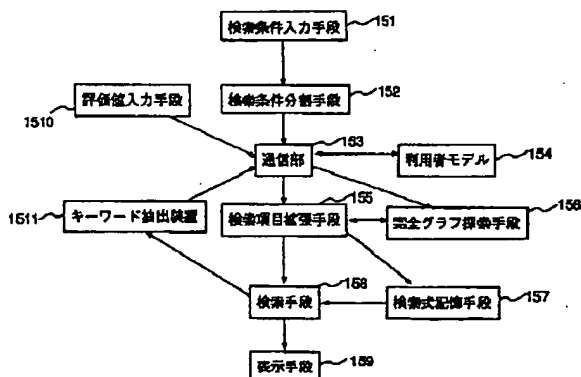 検索条件入力手段 151
検索条件分割手段 152
評価値入力手段
1510
通信部 153
利用者モデル 154
キーワード抽出装置
1511
検索項目拡張手段 155
完全グラフ探索手段 156
検索手段 158
検索式記憶手段 157
表示手段 159